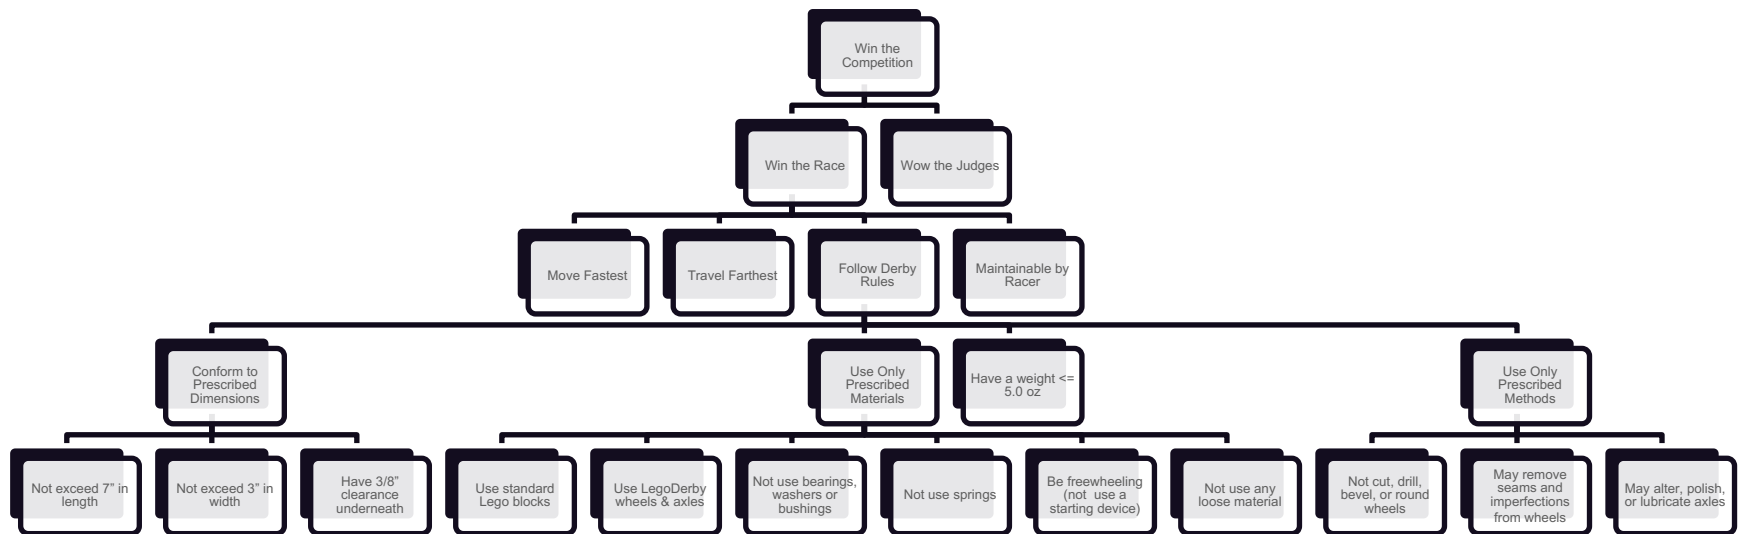 Win the
Competition
Win the Race
Wow the Judges
Move Fastest
Travel Farthest
Follow Derby
Rules
Maintainable by
Racer
Conform to
Prescribed
Dimensions
Use Only
Prescribed
Materials
Have a weight <=
5.0 oz
Use Only
Prescribed
Methods
Not exceed 7” in
length
Not exceed 3” in
width
Have 3/8”
clearance
underneath
Use standard
Lego blocks
Use LegoDerby
wheels & axles
Not use bearings,
washers or
bushings
Not use springs
Be freewheeling
(not use a
starting device)
Not use any
loose material
Not cut, drill,
bevel, or round
wheels
May remove
seams and
imperfections
from wheels
May alter, polish,
or lubricate axles